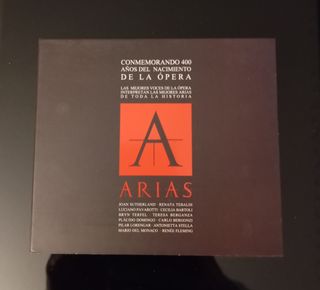 CONMEMORANDO 400
AÑOS DEL NACIMIENTO
DE LA ÓPERA
LAS MEJORES VOCES DE LA ÓPERA
INTERPRETAN LAS MEJORES ARIAS
DE TODA LA HISTORIA
A
ARIAS
JOAN SUTHERLAND · RENATA TEBALDI
LUCIANO PAVAROTTI · CECILIA BARTOLI
BRYN TERFEL · TERESA BERGANZA
PLÁCIDO DOMINGO · CARLO BERGONZI
PILAR LORENGAR · ANTONIETTA STELLA
MARIO DEL MONACO · RENÉE FLEMING